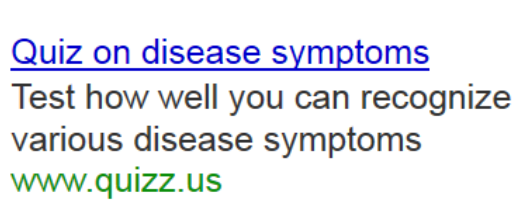 Quiz on disease symptoms
Test how well you can recognize
various disease symptoms
www.quizz.us